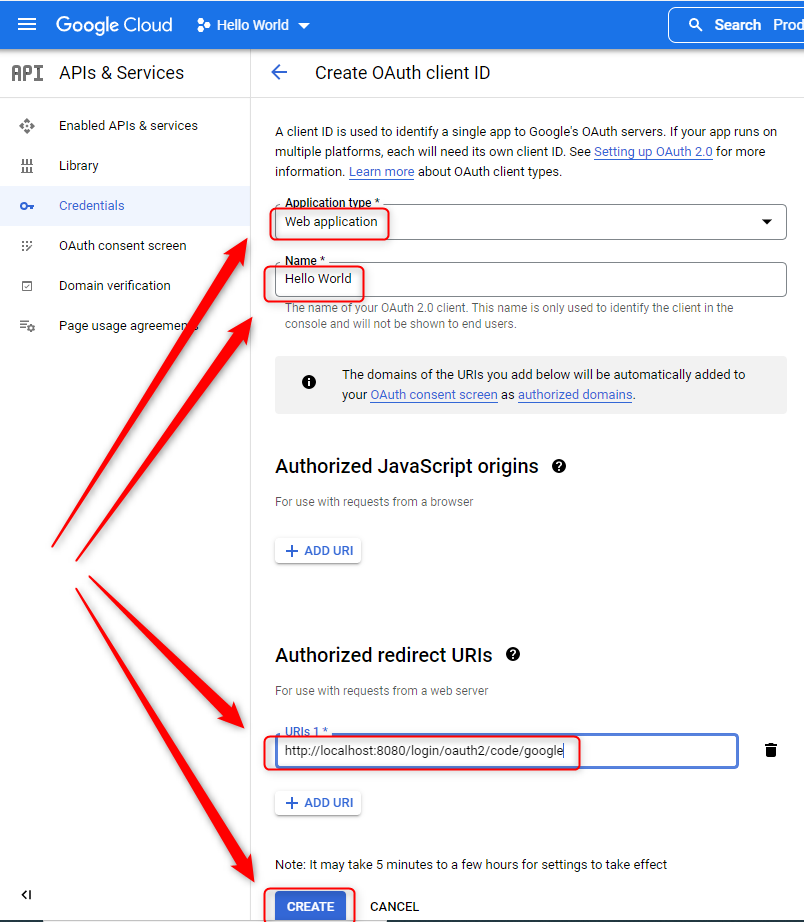 Google Cloud
Hello World
Search Prod
API APIs & Services
Create OAuth client ID
Enabled APIs & services
Library
Credentials
OAuth consent screen
Domain verification
Page usage agreements
A client ID is used to identify a single app to Google's OAuth servers. If your app runs on
multiple platforms, each will need its own client ID. See Setting up OAuth 2.0 for more
information. Learn more about OAuth client types.
Application type *
Web application
Name *
Hello World
The name of your OAuth 2.0 client. This name is only used to identify the client in the
console and will not be shown to end users.
The domains of the URIs you add below will be automatically added to
your OAuth consent screen as authorized domains.
Authorized JavaScript origins
For use with requests from a browser
+ ADD URI
Authorized redirect URIs
For use with requests from a web server
URIs 1 *
http://localhost:8080/login/oauth2/code/google
+ ADD URI
Note: It may take 5 minutes to a few hours for settings to take effect
CREATE CANCEL